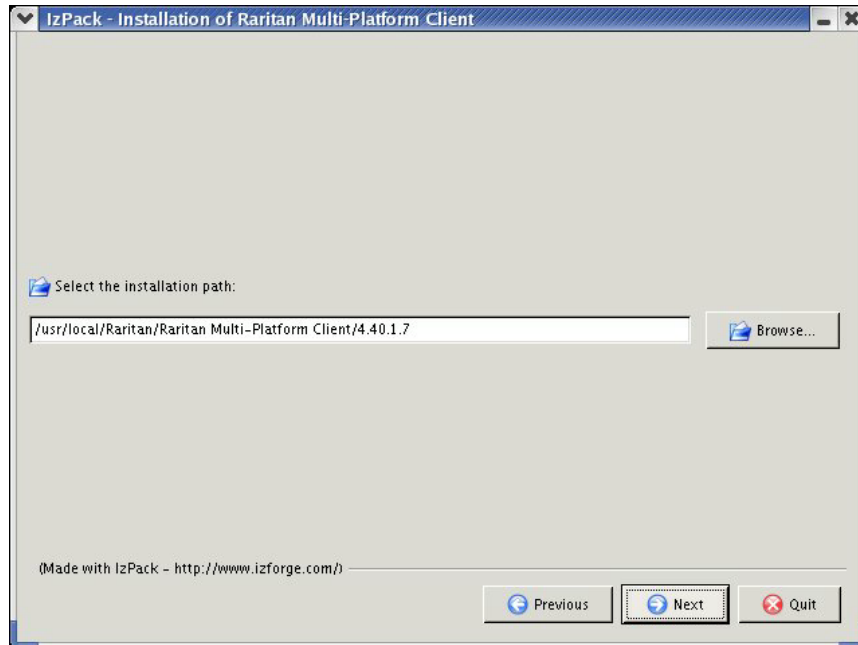 IzPack - Installation of Raritan Multi-Platform Client
Select the installation path:
/usr/local/Raritan/Raritan Multi-Platform Client/4.40.1.7
Browse...
(Made with IzPack - http://www.izforge.com/)
Previous
Next
Quit